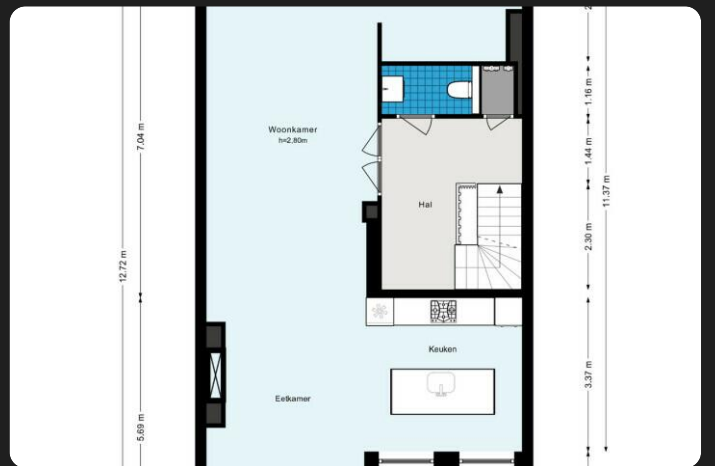 Woonkamer
h=2,80m
Hal
Keuken
Eetkamer
7.04 m
12.72 m
5.69 m
1.16 m
1.44 m
2.30 m
11.37 m
3.37 m